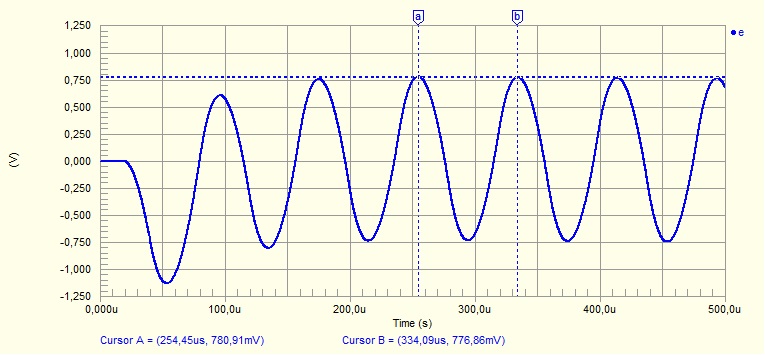 a b
1,250
e
1,000
0,750
0,500
0,250
(V)
0,000
-0,250
-0,500
-0,750
-1,000
-1,250
0,000u 100,0u 200,0u 300,0u 400,0u 500,0u
Time (s)
Cursor A = (254,45us, 780,91mV) Cursor B = (334,09us, 776,86mV)